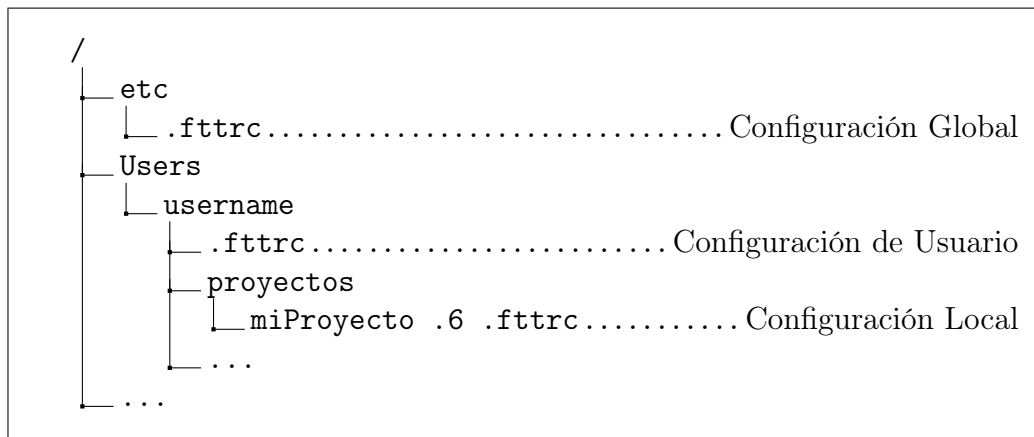 /
etc
.fttrc................................Configuración Global
Users
username
.fttrc.........................Configuración de Usuario
proyectos
miProyecto .6 .fttrc...........Configuración Local
...
...